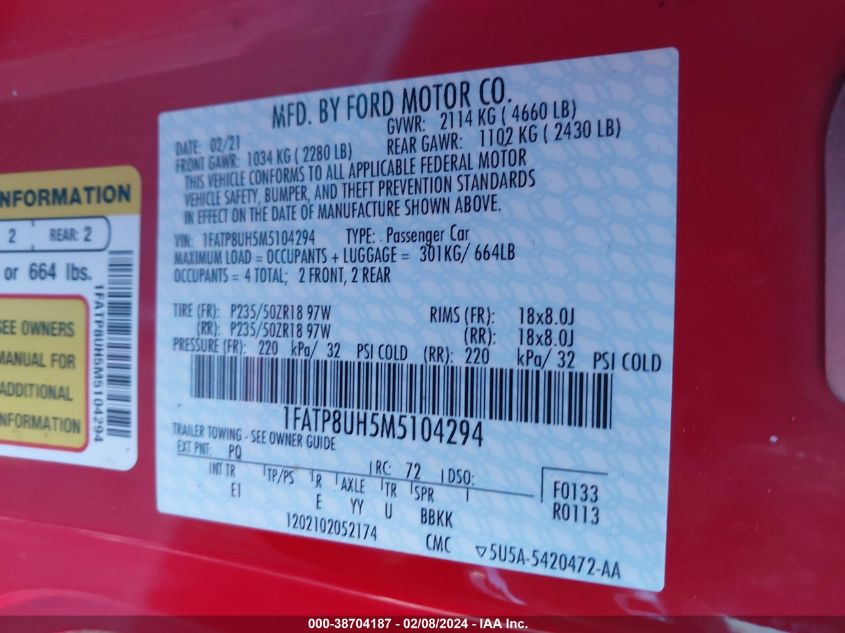 MFD. BY FORD MOTOR CO.
DATE: 02/21
GVWR: 2114 KG ( 4660 LB)
FRONT GAWR: 1034 KG ( 2280 LB)
REAR GAWR: 1102 KG ( 2430 LB)
THIS VEHICLE CONFORMS TO ALL APPLICABLE FEDERAL MOTOR
VEHICLE SAFETY, BUMPER, AND THEFT PREVENTION STANDARDS
IN EFFECT ON THE DATE OF MANUFACTURE SHOWN ABOVE.
VIN: 1FATP8UH5M5104294 TYPE: Passenger Car
MAXIMUM LOAD = OCCUPANTS + LUGGAGE = 301KG/ 664LB
OCCUPANTS = 4 TOTAL; 2 FRONT, 2 REAR
TIRE (FR): P235/50ZR18 97W RIMS (FR): 18x8.0J
(RR): P235/50ZR18 97W (RR): 18x8.0J
PRESSURE (FR): 220 kPa/ 32 PSI COLD (RR): 220 kPa/ 32 PSI COLD
1FATP8UH5M5104294
TRAILER TOWING - SEE OWNER GUIDE
EXT PNT: PQ RC: 72 DSO:
INT TR TP/PS R AXLE TR SPR
E1 E YY U BBKK
F0133
R0113
1202102052174 CMC ▽5U5A-5420472-AA
NFORMATION
2 REAR: 2
or 664 lbs.
SEE OWNERS
MANUAL FOR
ADDITIONAL
INFORMATION
1FATP8UH5M5104294
000-38704187 - 02/08/2024 - IAA Inc.